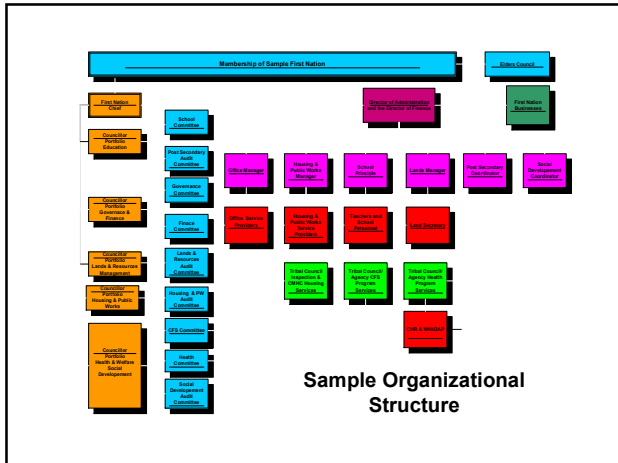 Membership of Sample First Nation
Elders Council
First Nation
Chief
Director of Administration
and the Director of Finance
First Nation
Businesses
School
Committee
Councillor
Portfolio
Education
Post Secondary
Audit
Committee
Office Manager
Housing &
Public Works
Manager
School
Principle
Lands Manager
Post Secondary
Coordinator
Social
Developement
Coordinator
Governance
Committee
Councillor
Portfolio
Governance &
Finance
Finace
Committee
Office Service
Providers
Housing &
Public Works
Service
Providers
Teachers and
School
Personnel
Land Secretary
Councillor
Portfolio
Lands & Resources
Management
Lands &
Resources
Audit
Committee
Tribal Council
Inspection &
CMHC Housing
Services
Tribal Council/
Agency CFS
Program
Services
Tribal Council/
Agency Health
Program
Services
Councillor
Portfolio
Housing & Public
Works
Housing & PW
Audit
Committee
CFS Committee
CHR & NNADAP
Councillor
Portfolio
Health & Welfare
Social
Developement
Health
Committee
Social
Developement
Audit
Committee
Sample Organizational
Structure